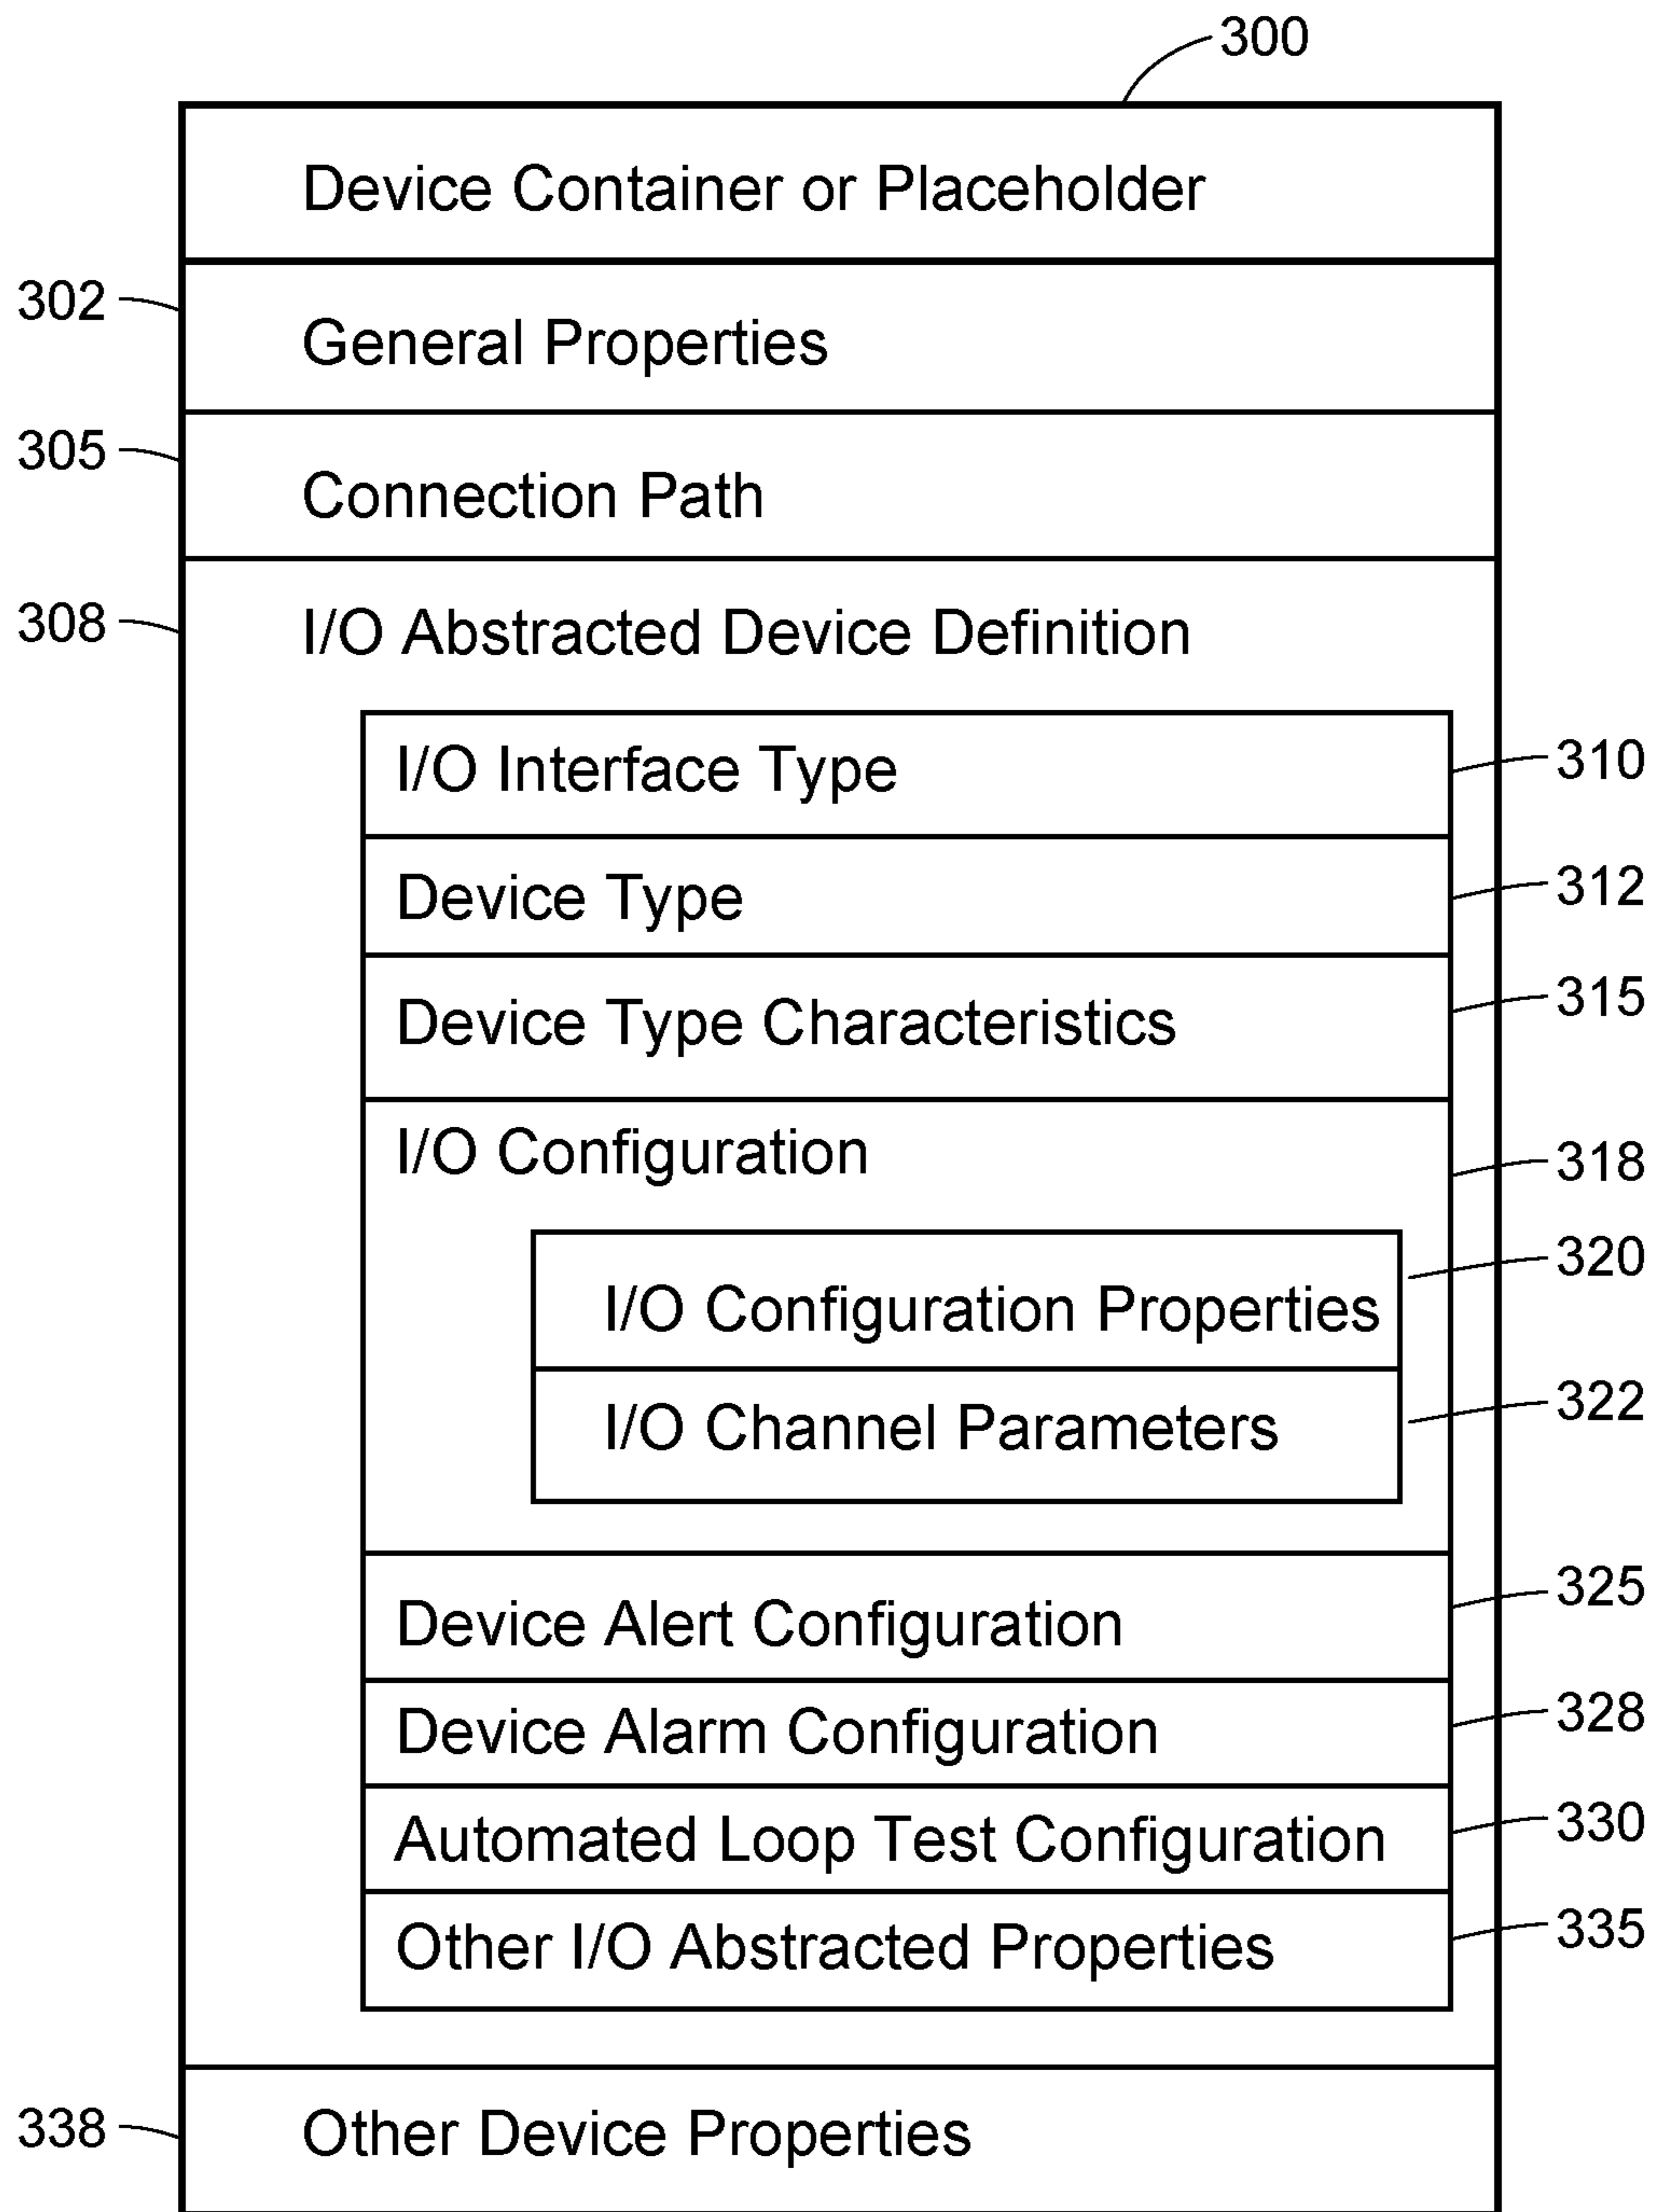 300
Device Container or Placeholder
302
General Properties
305
Connection Path
308
I/O Abstracted Device Definition
I/O Interface Type
310
Device Type
312
Device Type Characteristics
315
I/O Configuration
318
I/O Configuration Properties
320
I/O Channel Parameters
322
Device Alert Configuration
325
Device Alarm Configuration
328
Automated Loop Test Configuration
330
Other I/O Abstracted Properties
335
338
Other Device Properties